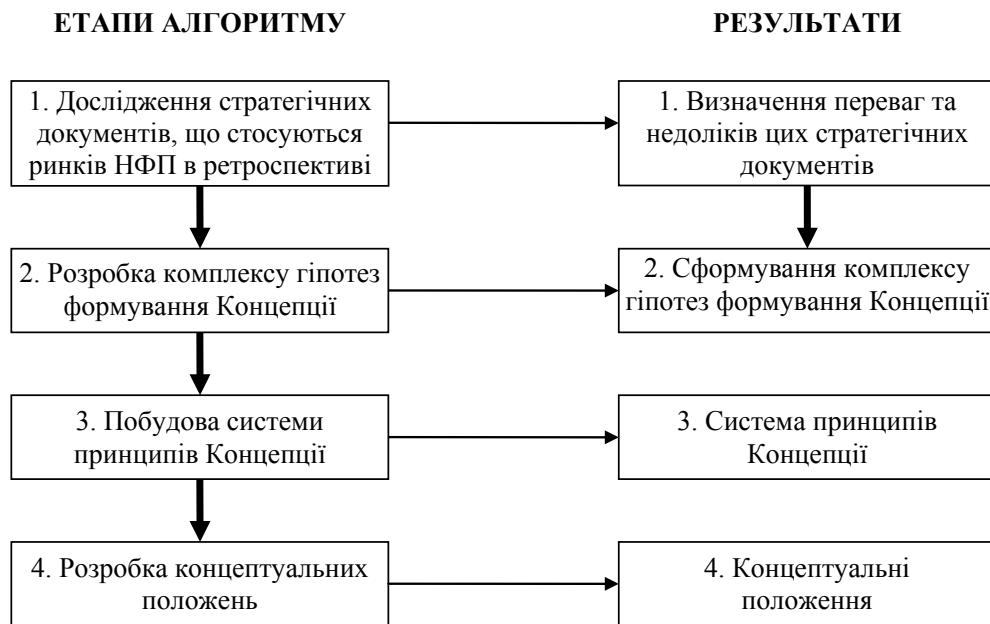 ЕТАПИ АЛГОРИТМУ
РЕЗУЛЬТАТИ
1. Дослідження стратегічних
документів, що стосуються
ринків НФП в ретроспективі
1. Визначення переваг та
недоліків цих стратегічних
документів
2. Розробка комплексу гіпотез
формування Концепції
2. Сформування комплексу
гіпотез формування Концепції
3. Побудова системи
принципів Концепції
3. Система принципів
Концепції
4. Розробка концептуальних
положень
4. Концептуальні
положення